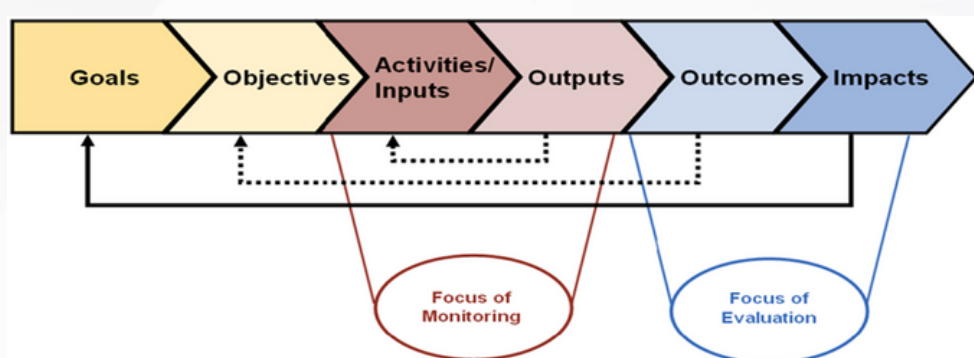 Goals
Objectives
Activities/
Inputs
Outputs
Outcomes
Impacts
Focus of
Monitoring
Focus of
Evaluation